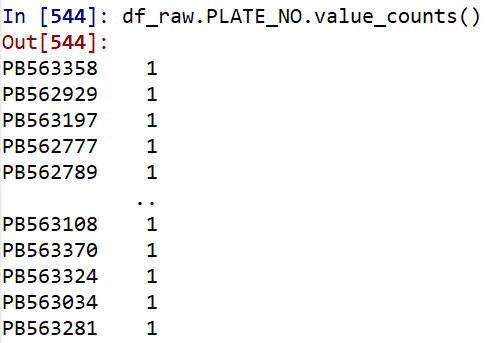 In [544]: df_raw.PLATE_NO.value_counts()
Out[544]:
PB563358    1
PB562929    1
PB563197    1
PB562777    1
PB562789    1
           ..
PB563108    1
PB563370    1
PB563324    1
PB563034    1
PB563281    1